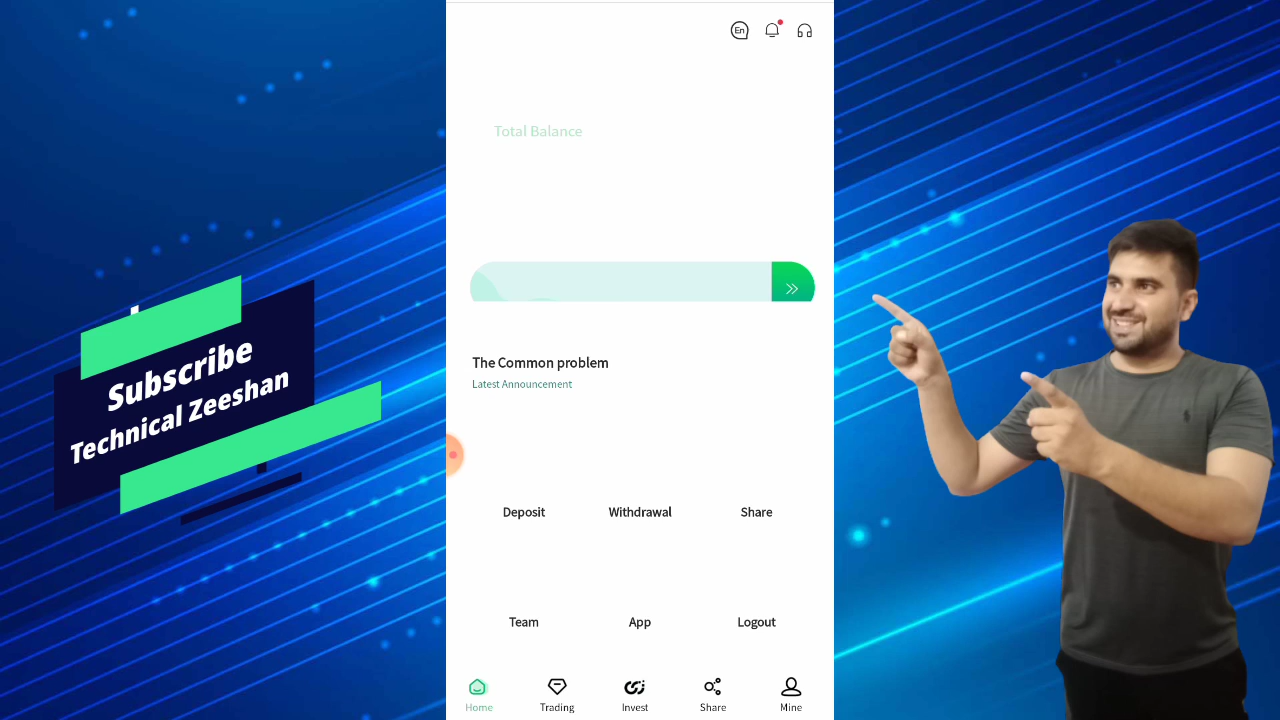 Subscribe
Technical Zeeshan
En
Total Balance
The Common problem
Latest Announcement
Deposit
Withdrawal
Share
Team
App
Logout
Home
Trading
Invest
Share
Mine